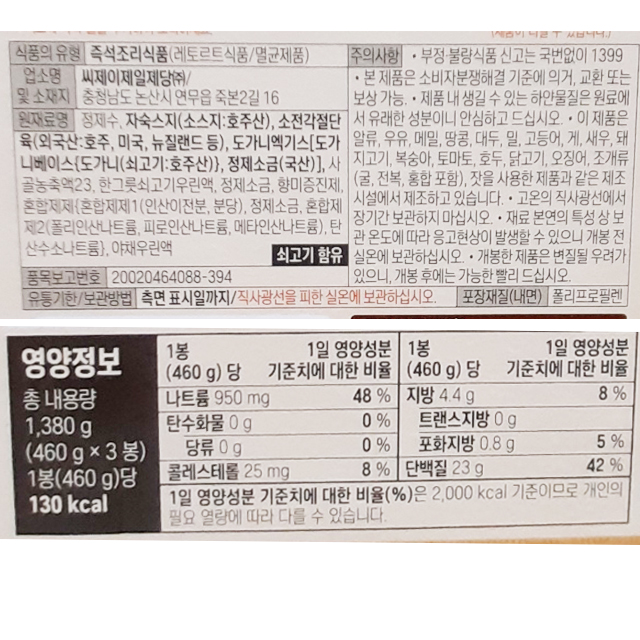 식품의 유형 즉석조리식품(레토르트식품/멸균제품)
업소명 및 소재지 씨제이제일제당㈜/
충청남도 논산시 연무읍 죽본2길 16
원재료명 정제수, 자숙스지(소스지:호주산), 소전각절단
육(외국산:호주, 미국, 뉴질랜드 등), 도가니엑기스[도가
니베이스{도가니(쇠고기:호주산)}, 정제소금(국산)], 사
골농축액23, 한그릇쇠고기우린액, 정제소금, 향미증진제,
혼합제제{혼합제제1(인산이전분, 분당), 정제소금, 혼합제
제2(폴리인산나트륨, 피로인산나트륨, 메타인산나트륨), 탄
산수소나트륨}, 야채우린액
쇠고기 함유
품목보고번호 20020464088-394
유통기한/보관방법 측면 표시일까지/직사광선을 피한 실온에 보관하십시오.
주의사항 • 부정·불량식품 신고는 국번없이 1399
• 본 제품은 소비자분쟁해결 기준에 의거, 교환 또는
보상 가능. • 제품 내 생길 수 있는 하얀물질은 원료에
서 유래한 성분이니 안심하고 드십시오. • 이 제품은
알류, 우유, 메밀, 땅콩, 대두, 밀, 고등어, 게, 새우, 돼
지고기, 복숭아, 토마토, 호두, 닭고기, 오징어, 조개류
(굴, 전복, 홍합 포함), 잣을 사용한 제품과 같은 제조
시설에서 제조하고 있습니다. • 고온의 직사광선에서
장기간 보관하지 마십시오. • 재료 본연의 특성 상 보
관 온도에 따라 응고현상이 발생할 수 있으니 개봉 전
실온에 보관하십시오. • 개봉한 제품은 변질될 우려가
있으니, 개봉 후에는 가능한 빨리 드십시오.
포장재질(내면) 폴리프로필렌
영양정보
총 내용량
1,380 g
(460 g × 3 봉)
1봉(460 g)당
130 kcal
1봉 (460 g) 당 1일 영양성분 기준치에 대한 비율
나트륨 950 mg 48 %
탄수화물 0 g 0 %
당류 0 g 0 %
콜레스테롤 25 mg 8 %
1봉 (460 g) 당 1일 영양성분 기준치에 대한 비율
지방 4.4 g 8 %
트랜스지방 0 g
포화지방 0.8 g 5 %
단백질 23 g 42 %
1일 영양성분 기준치에 대한 비율(%)은 2,000 kcal 기준이므로 개인의
필요 열량에 따라 다를 수 있습니다.